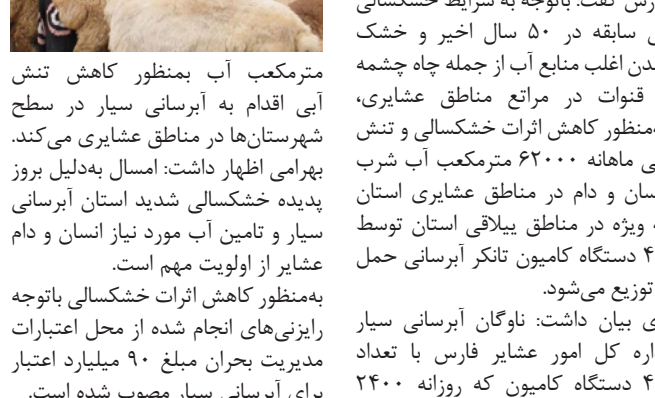 گفت: باتوجه به شرایط خشکسالی
سابقه در ۵۰ سال اخیر و خشک
اغلب منابع آب از جمله چاه چشمه
قنوات در مراتع مناطق عشایری،
کاهش اثرات خشکسالی و تنش
ماهانه ۶۲۰۰۰ مترمکعب آب شرب
و دام در مناطق عشایری استان
ویژه در مناطق ییلاقی استان توسط
دستگاه کامیون تانکر آبرسانی حمل
توزیع می‌شود.
بیان داشت: ناوگان آبرسانی سیار
کل امور عشایر فارس با تعداد
دستگاه کامیون که روزانه ۲۴۰۰
مترمکعب آب بمنظور کاهش تنش
آبی اقدام به آبرسانی سیار در سطح
شهرستان‌ها در مناطق عشایری می‌کند.
بهرامی اظهار داشت: امسال به‌دلیل بروز
پدیده خشکسالی شدید استان آبرسانی
سیار و تامین آب مورد نیاز انسان و دام
عشایر از اولویت مهم است.
به‌منظور کاهش اثرات خشکسالی باتوجه
رایزنی‌های انجام شده از محل اعتبارات
مدیریت بحران مبلغ ۹۰ میلیارد اعتبار
برای آبرسانی سیار مصوب شده است.